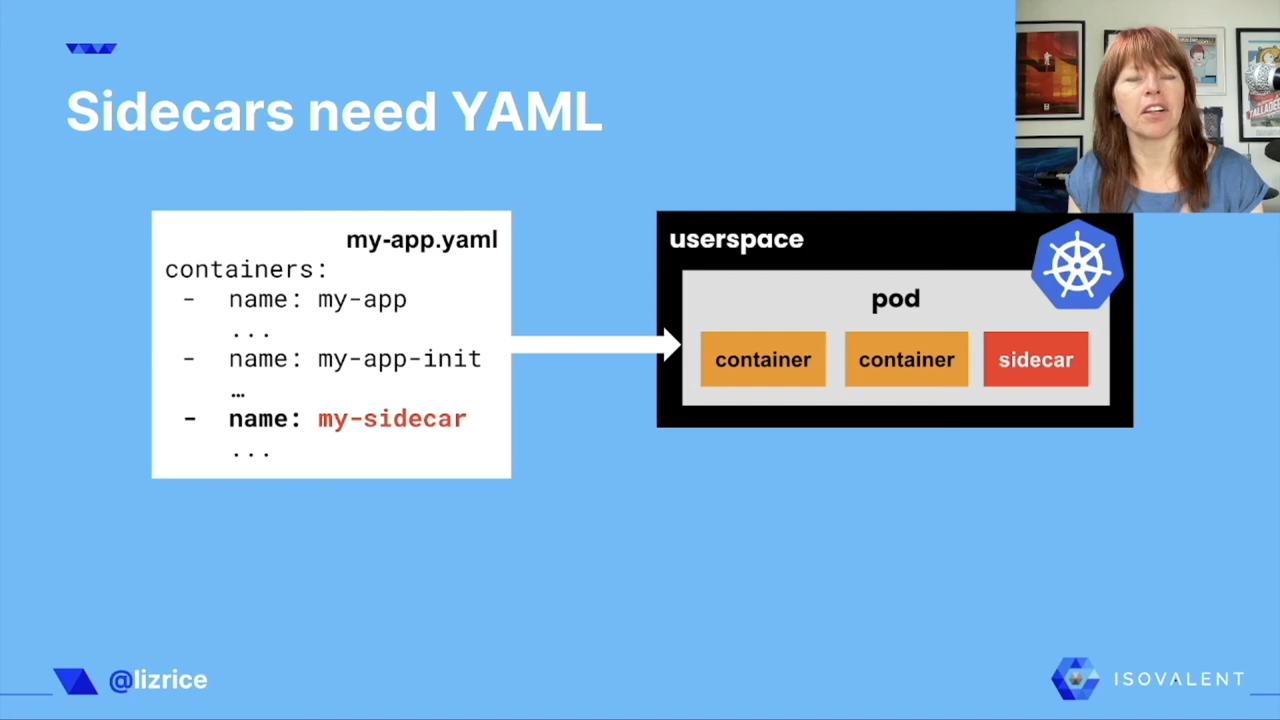 Sidecars need YAML
my-app.yaml
containers:
- name: my-app
...
- name: my-app-init
…
- name: my-sidecar
...
userspace
pod
container
container
sidecar
@lizrice
ISOVALENT